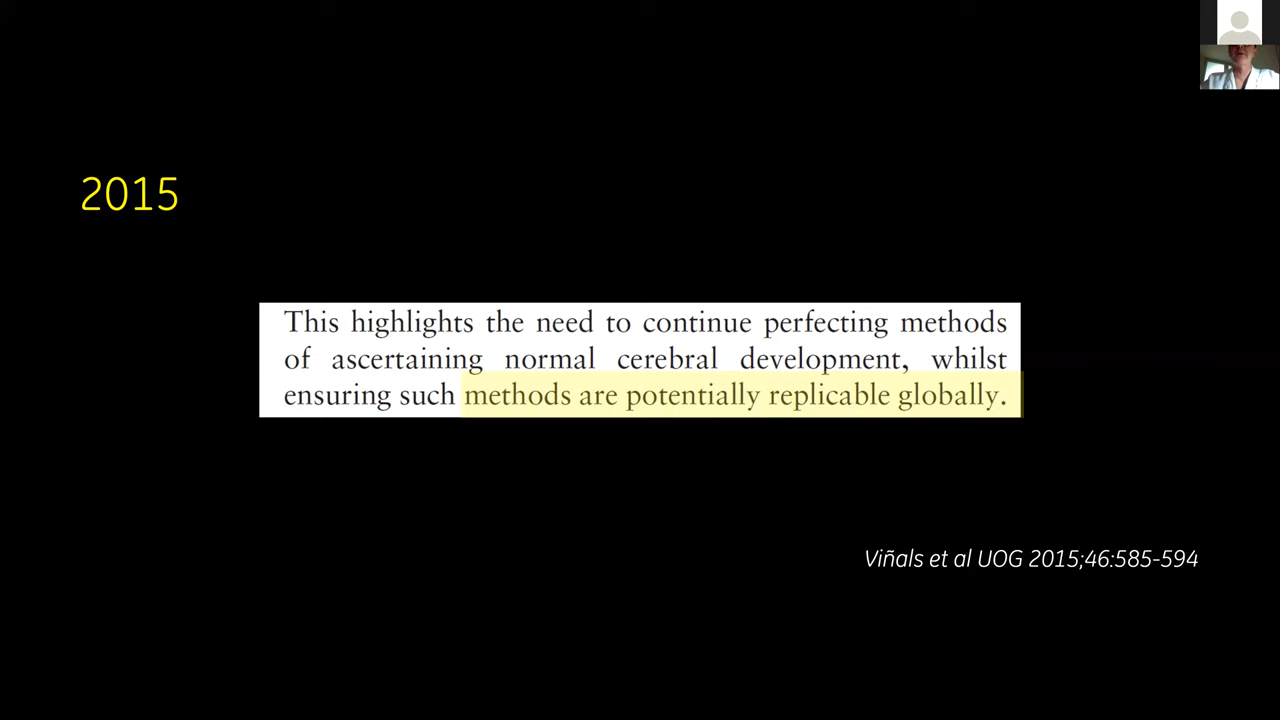 2015
This highlights the need to continue perfecting methods
of ascertaining normal cerebral development, whilst
ensuring such methods are potentially replicable globally.
Viñals et al UOG 2015;46:585-594